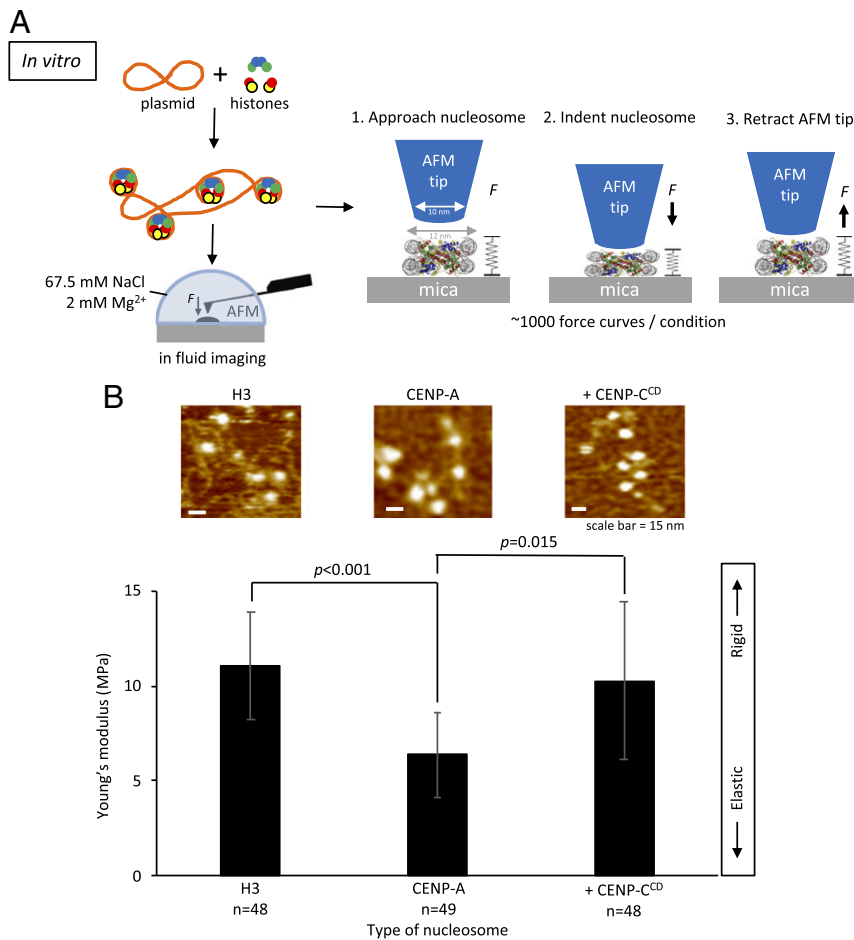 A
In vitro
plasmid
histones
67.5 mM NaCl
2 mM Mg²⁺
F
AFM
in fluid imaging
1. Approach nucleosome
AFM
tip
10 nm
12 nm
F
mica
2. Indent nucleosome
AFM
tip
F
mica
3. Retract AFM tip
AFM
tip
F
mica
~1000 force curves / condition
B
H3
CENP-A
+ CENP-Cᶜᴰ
scale bar = 15 nm
p<0.001
p=0.015
Young's modulus (MPa)
15
10
5
0
Rigid
Elastic
H3
n=48
CENP-A
n=49
+ CENP-Cᶜᴰ
n=48
Type of nucleosome